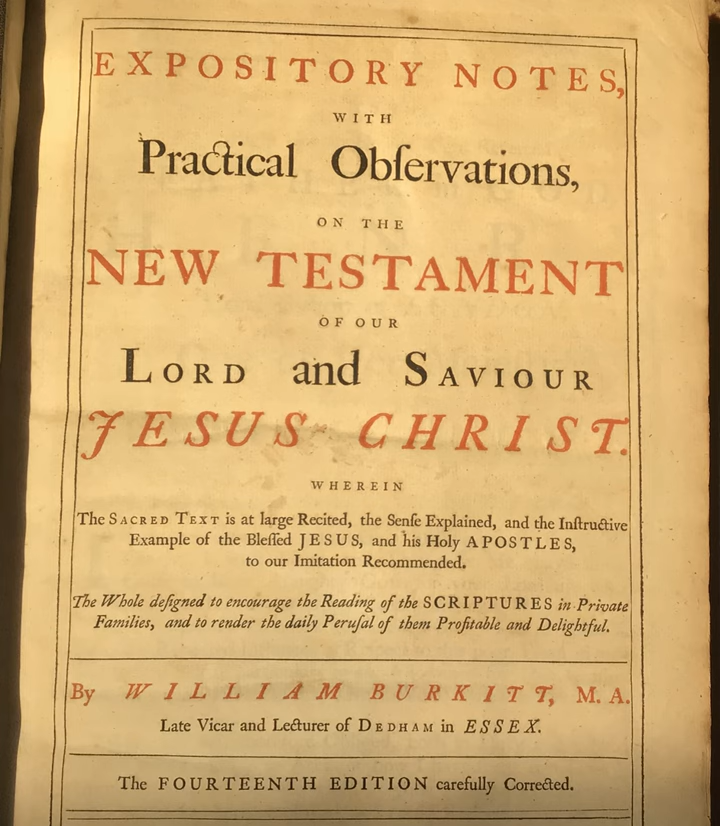 EXPOSITORY NOTES,
WITH
Practical Obſervations,
ON THE
NEW TESTAMENT
OF OUR
LORD and SAVIOUR
JESUS CHRIST.
WHEREIN
The SACRED TEXT is at large Recited, the Senſe Explained, and the Inſtructive
Example of the Bleſſed JESUS, and his Holy APOSTLES,
to our Imitation Recommended.
The Whole deſigned to encourage the Reading of the SCRIPTURES in Private
Families, and to render the daily Peruſal of them Profitable and Delightful.
By WILLIAM BURKITT, M. A.
Late Vicar and Lecturer of DEDHAM in ESSEX.
The FOURTEENTH EDITION carefully Corrected.